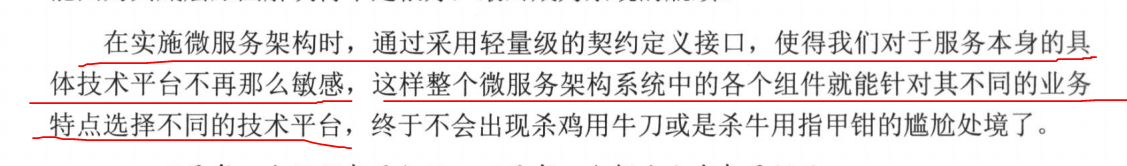 在实施微服务架构时，通过采用轻量级的契约定义接口，使得我们对于服务本身的具
体技术平台不再那么敏感，这样整个微服务架构系统中的各个组件就能针对其不同的业务
特点选择不同的技术平台，终于不会出现杀鸡用牛刀或是杀牛用指甲钳的尴尬处境了。